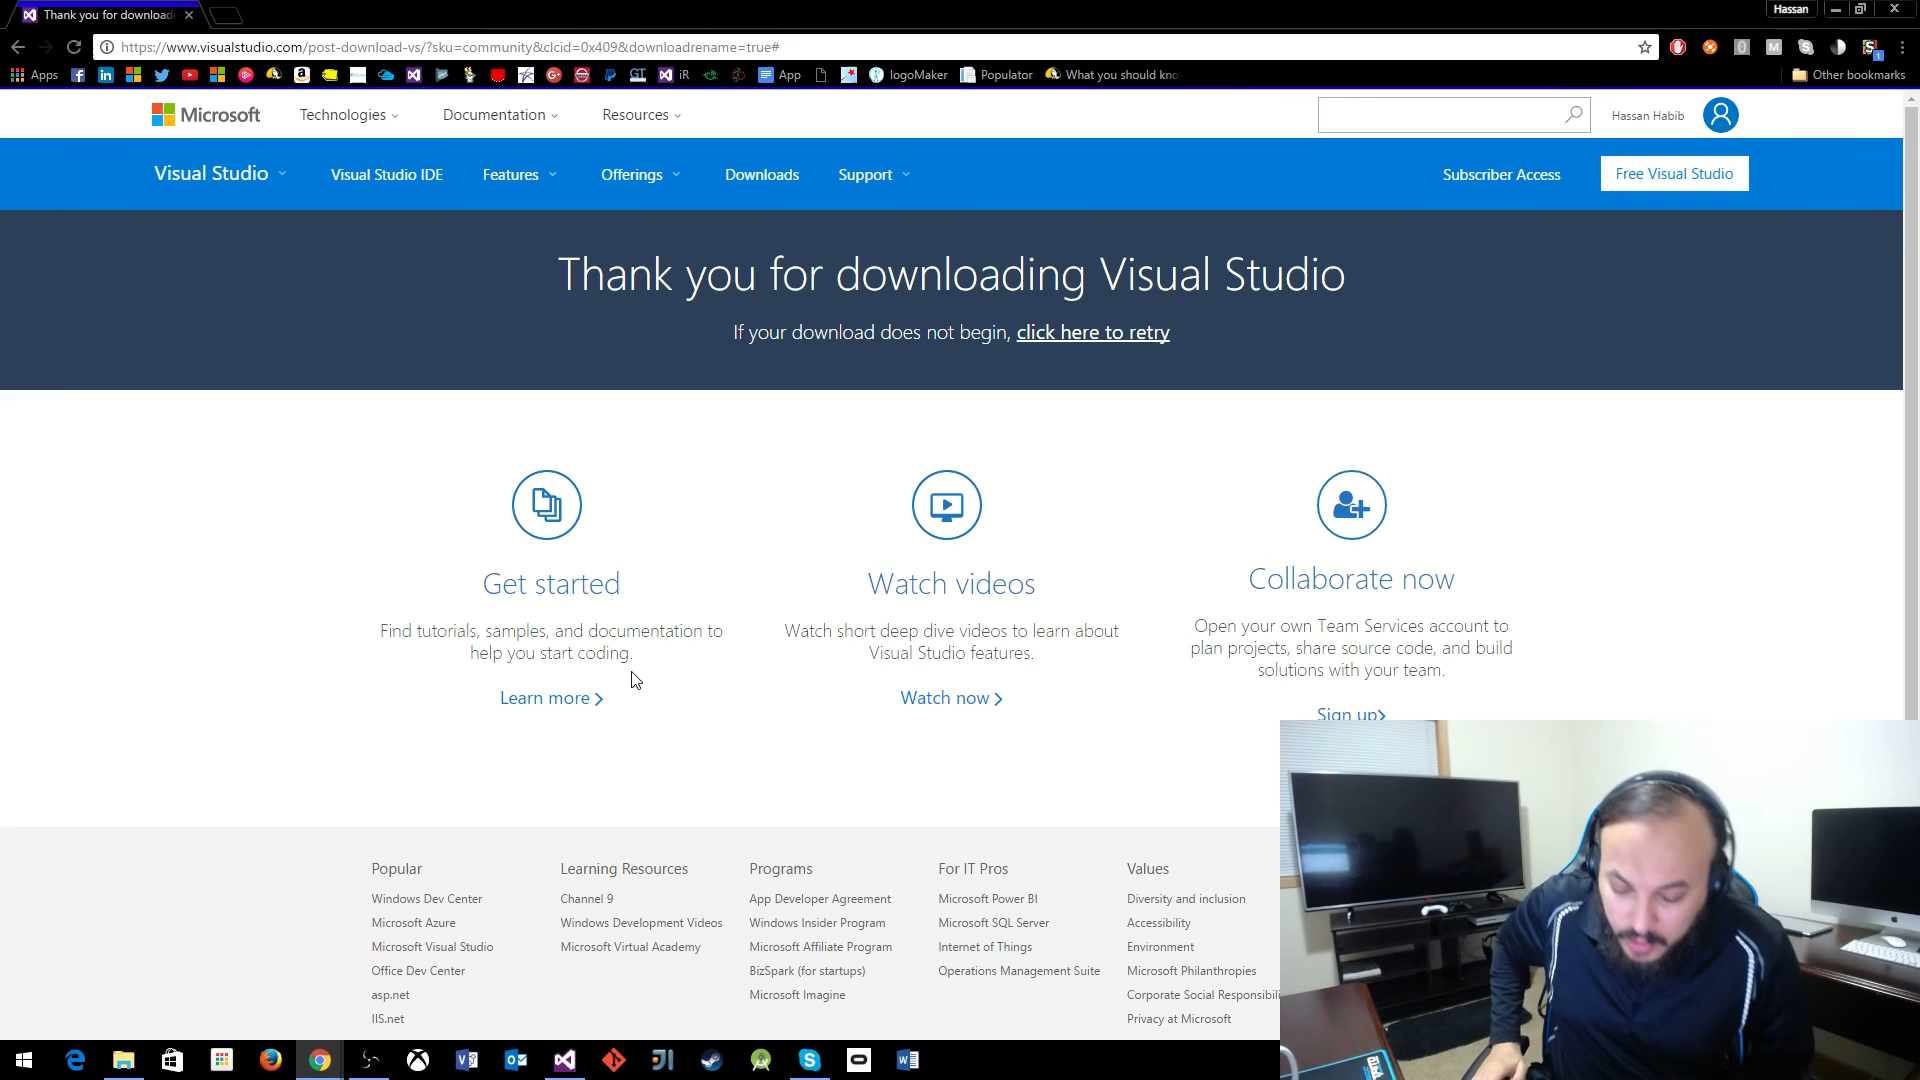 Thank you for download
Hassan
https://www.visualstudio.com/post-download-vs/?sku=community&clcid=0x409&downloadrename=true#
Apps
iR
App
logoMaker
Populator
What you should kno
Other bookmarks
Microsoft
Technologies
Documentation
Resources
Hassan Habib
Visual Studio
Visual Studio IDE
Features
Offerings
Downloads
Support
Subscriber Access
Free Visual Studio
Thank you for downloading Visual Studio
If your download does not begin, click here to retry
Get started
Find tutorials, samples, and documentation to
help you start coding.
Learn more
Watch videos
Watch short deep dive videos to learn about
Visual Studio features.
Watch now
Collaborate now
Open your own Team Services account to
plan projects, share source code, and build
solutions with your team.
Sign up
Popular
Windows Dev Center
Microsoft Azure
Microsoft Visual Studio
Office Dev Center
asp.net
IIS.net
Learning Resources
Channel 9
Windows Development Videos
Microsoft Virtual Academy
Programs
App Developer Agreement
Windows Insider Program
Microsoft Affiliate Program
BizSpark (for startups)
Microsoft Imagine
For IT Pros
Microsoft Power BI
Microsoft SQL Server
Internet of Things
Operations Management Suite
Values
Diversity and inclusion
Accessibility
Environment
Microsoft Philanthropies
Corporate Social Responsibili
Privacy at Microsoft